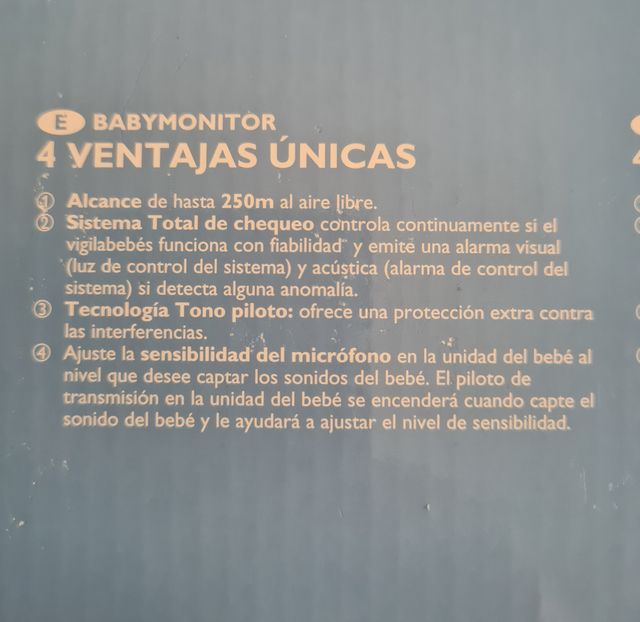 E BABYMONITOR
4 VENTAJAS ÚNICAS
① Alcance de hasta 250m al aire libre.
② Sistema Total de chequeo controla continuamente si el
vigilabebés funciona con fiabilidad y emite una alarma visual
(luz de control del sistema) y acústica (alarma de control del
sistema) si detecta alguna anomalía.
③ Tecnología Tono piloto: ofrece una protección extra contra
las interferencias.
④ Ajuste la sensibilidad del micrófono en la unidad del bebé al
nivel que desee captar los sonidos del bebé. El piloto de
transmisión en la unidad del bebé se encenderá cuando capte el
sonido del bebé y le ayudará a ajustar el nivel de sensibilidad.